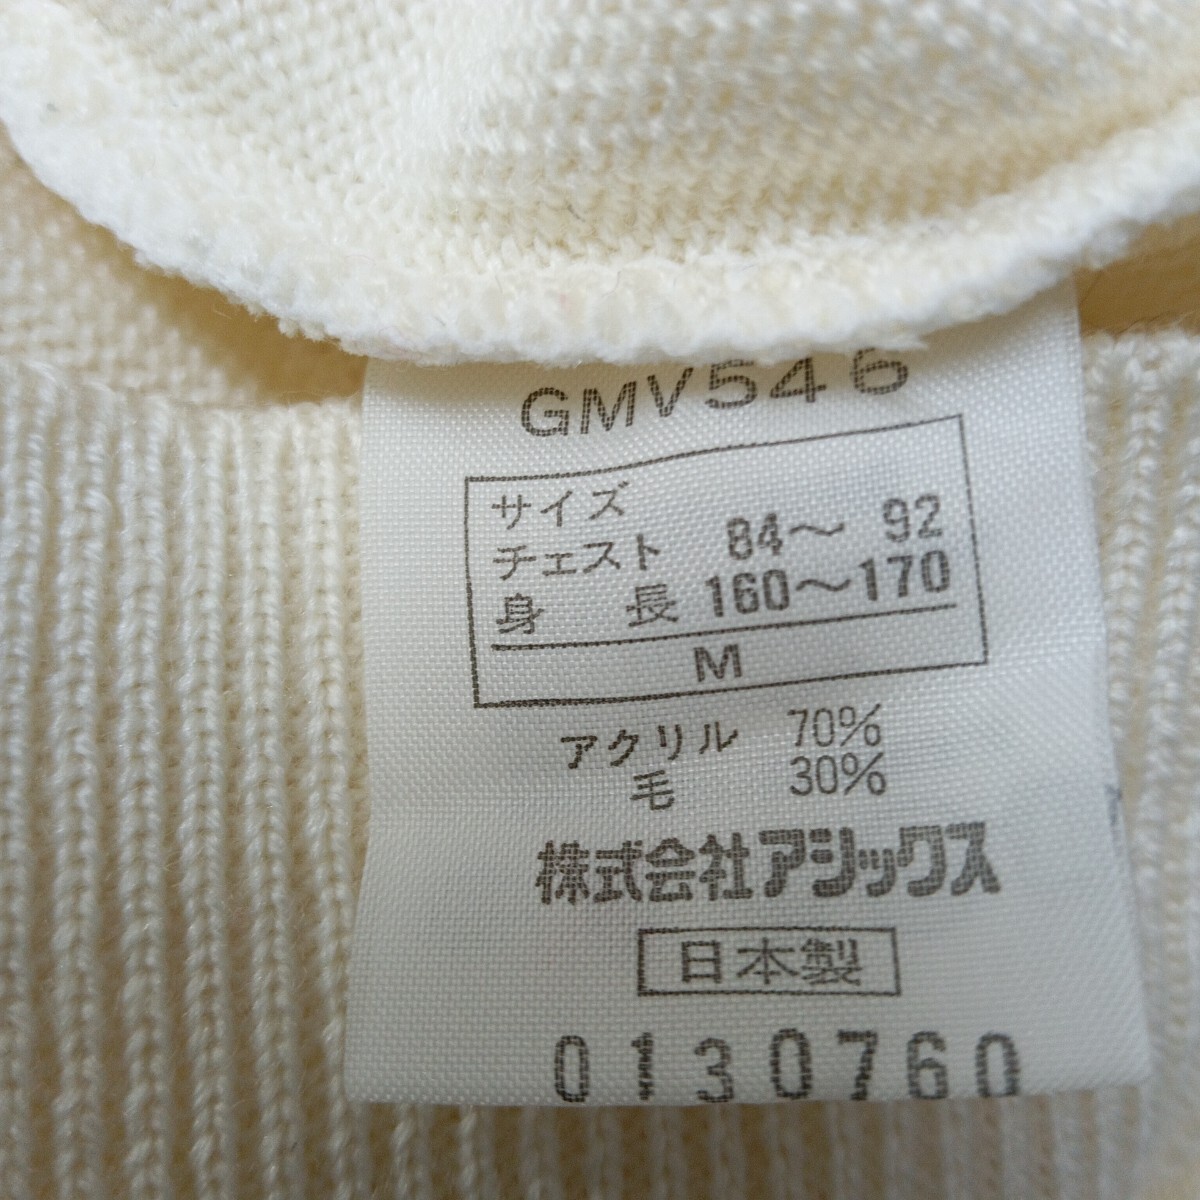 GMV546
サイズ
チェスト 84〜 92
身 長 160〜170
M
アクリル 70%
毛 30%
株式会社アシックス
日本製
0130760